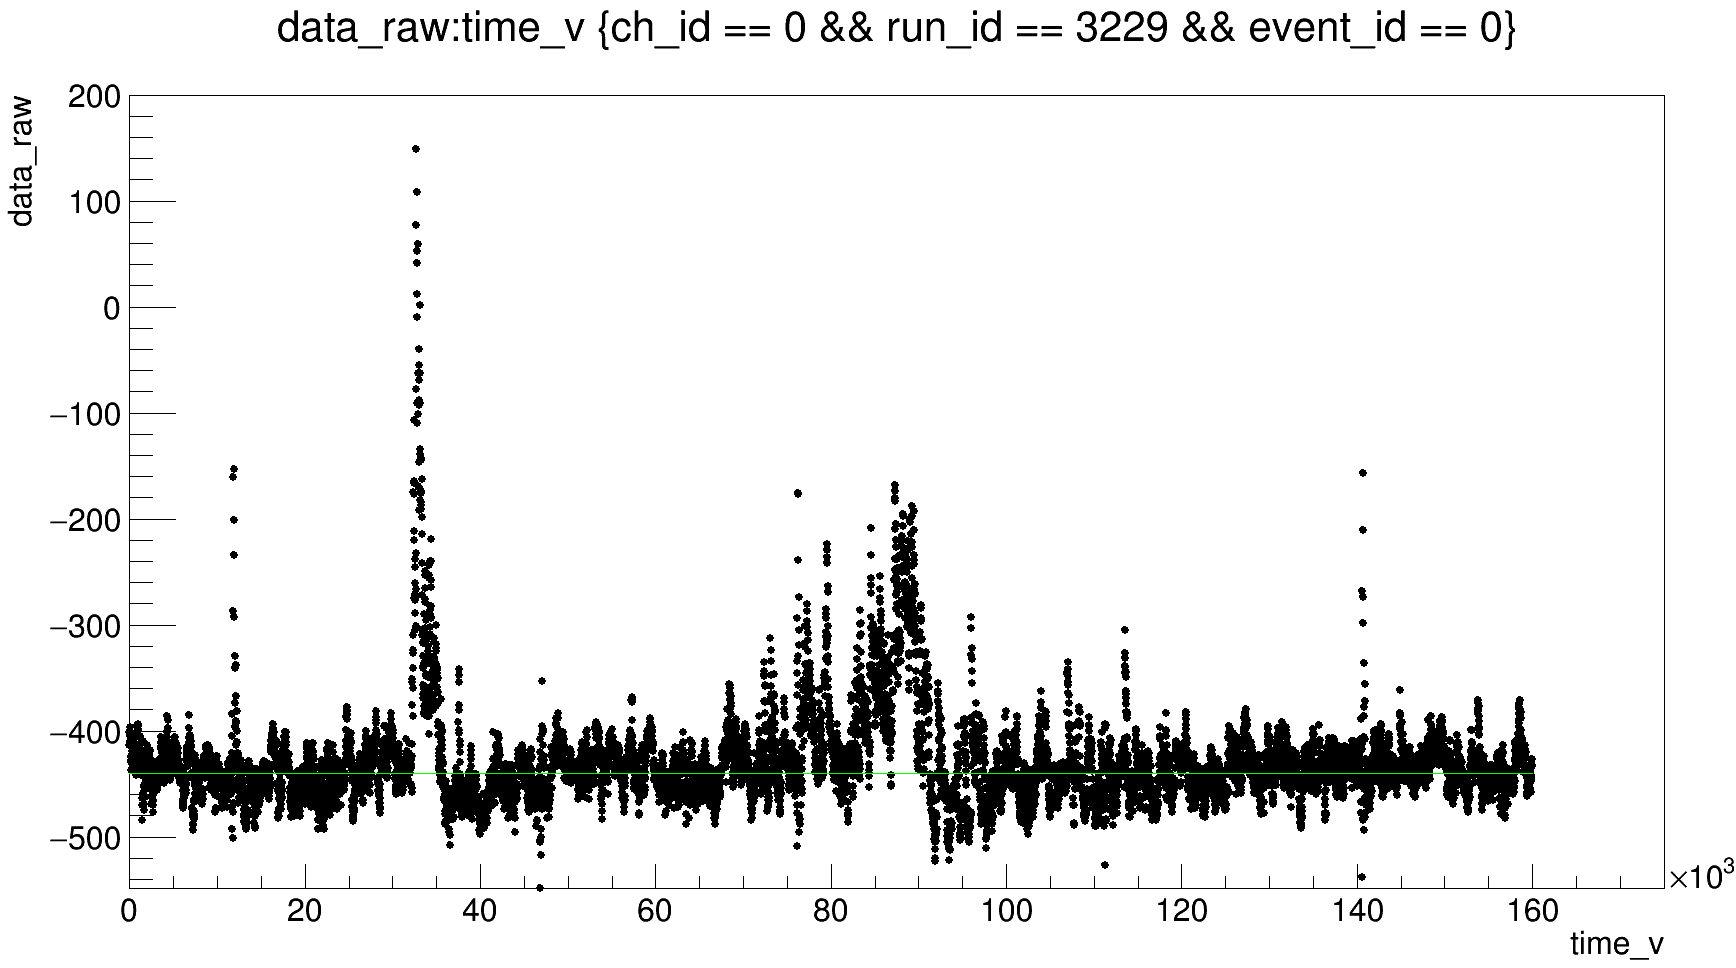 data_raw:time_v {ch_id == 0 && run_id == 3229 && event_id == 0}
data_raw
200
100
0
−100
−200
−300
−400
−500
0 20 40 60 80 100 120 140 160
×10³
time_v